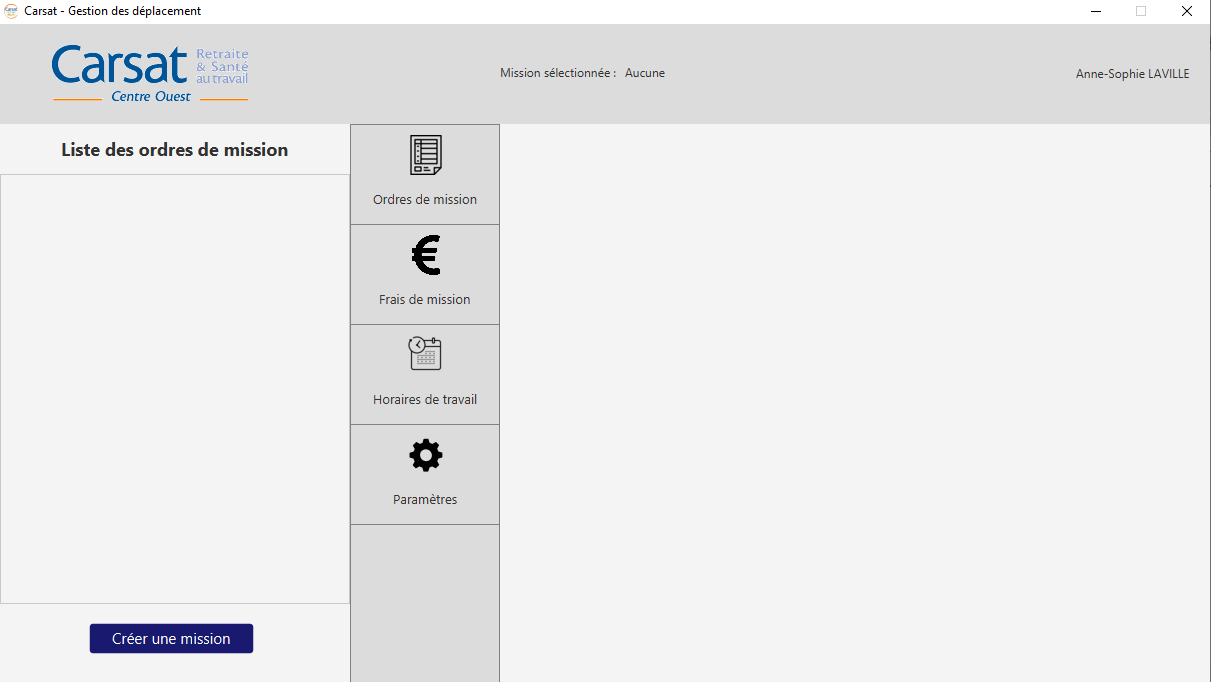 Carsat - Gestion des déplacement
Carsat
Retraite
& Santé
au travail
Centre Ouest
Mission sélectionnée : Aucune
Anne-Sophie LAVILLE
Liste des ordres de mission
Ordres de mission
Frais de mission
Horaires de travail
Paramètres
Créer une mission